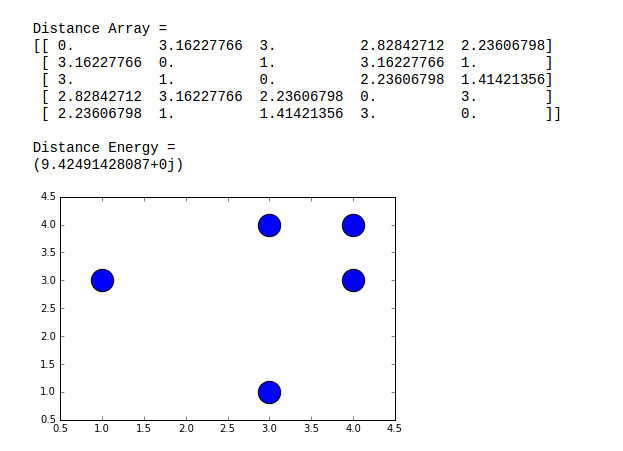 Distance Array =
[[ 0.          3.16227766  3.          2.82842712  2.23606798]
 [ 3.16227766  0.          1.          3.16227766  1.        ]
 [ 3.          1.          0.          2.23606798  1.41421356]
 [ 2.82842712  3.16227766  2.23606798  0.          3.        ]
 [ 2.23606798  1.          1.41421356  3.          0.        ]]
Distance Energy =
(9.42491428087+0j)
4.5
4.0
3.5
3.0
2.5
2.0
1.5
1.0
0.5
0.5 1.0 1.5 2.0 2.5 3.0 3.5 4.0 4.5